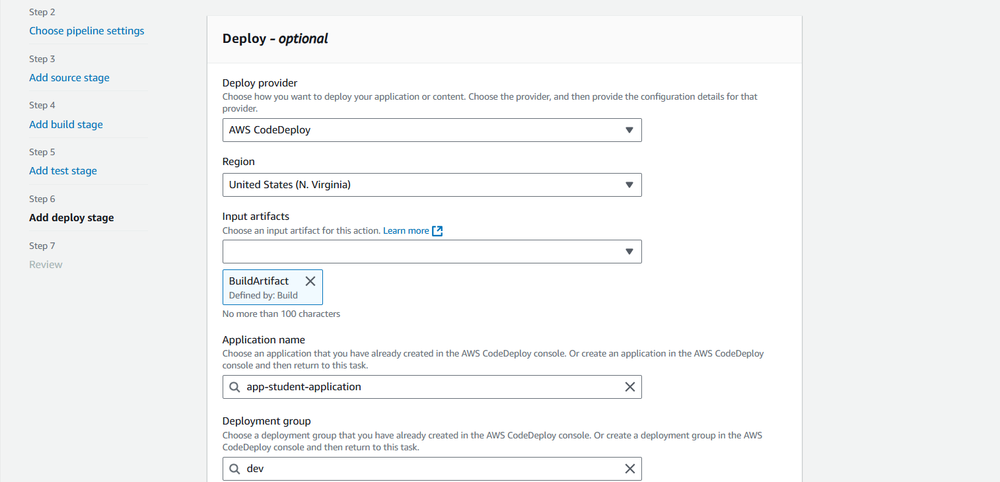 Step 2
Choose pipeline settings
Step 3
Add source stage
Step 4
Add build stage
Step 5
Add test stage
Step 6
Add deploy stage
Step 7
Review
Deploy - optional
Deploy provider
Choose how you want to deploy your application or content. Choose the provider, and then provide the configuration details for that
provider.
AWS CodeDeploy
Region
United States (N. Virginia)
Input artifacts
Choose an input artifact for this action. Learn more
BuildArtifact
Defined by: Build
No more than 100 characters
Application name
Choose an application that you have already created in the AWS CodeDeploy console. Or create an application in the AWS CodeDeploy
console and then return to this task.
app-student-application
Deployment group
Choose a deployment group that you have already created in the AWS CodeDeploy console. Or create a deployment group in the AWS
CodeDeploy console and then return to this task.
dev